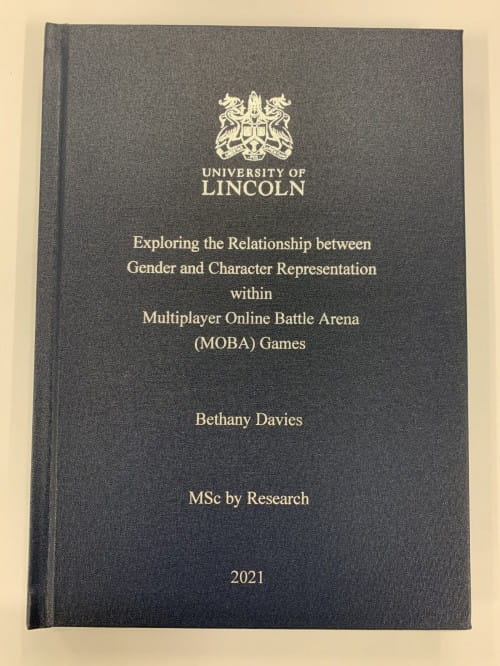 UNIVERSITY OF
LINCOLN
Exploring the Relationship between
Gender and Character Representation
within
Multiplayer Online Battle Arena
(MOBA) Games
Bethany Davies
MSc by Research
2021